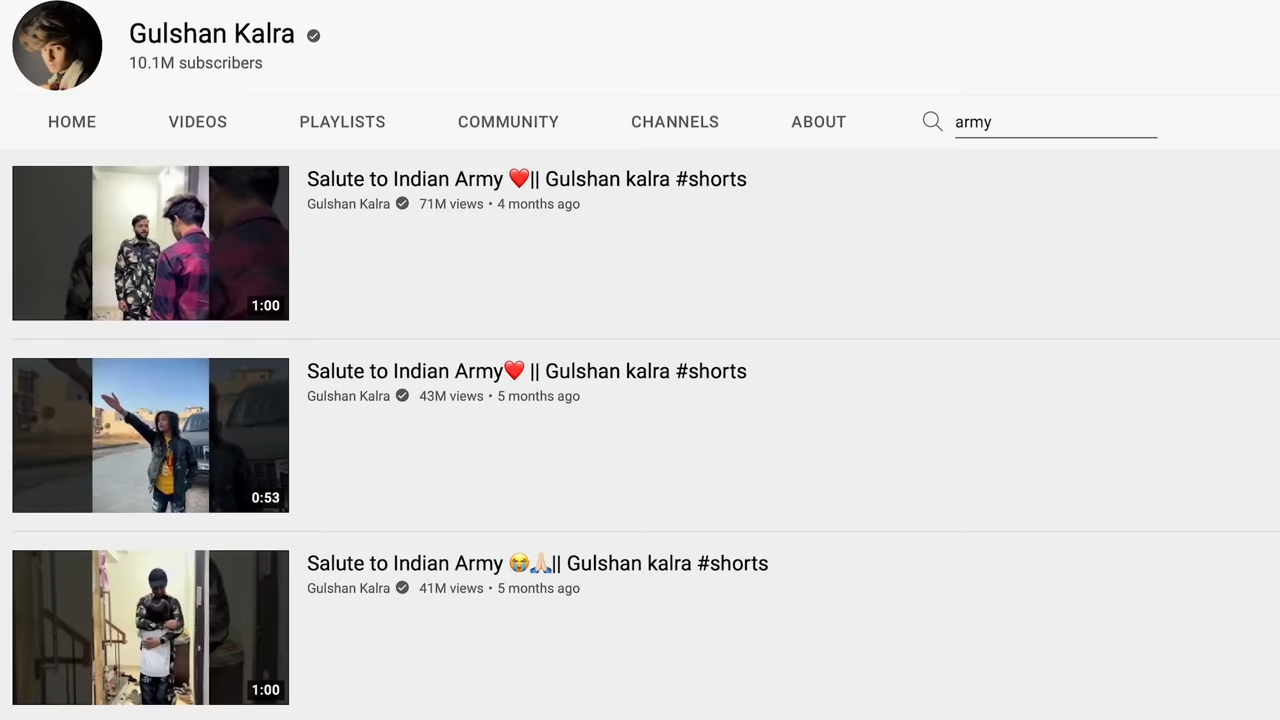 Gulshan Kalra
10.1M subscribers
HOME VIDEOS PLAYLISTS COMMUNITY CHANNELS ABOUT army
Salute to Indian Army ❤️|| Gulshan kalra #shorts
Gulshan Kalra 71M views • 4 months ago
1:00
Salute to Indian Army❤️ || Gulshan kalra #shorts
Gulshan Kalra 43M views • 5 months ago
0:53
Salute to Indian Army 😭🙏🏻|| Gulshan kalra #shorts
Gulshan Kalra 41M views • 5 months ago
1:00